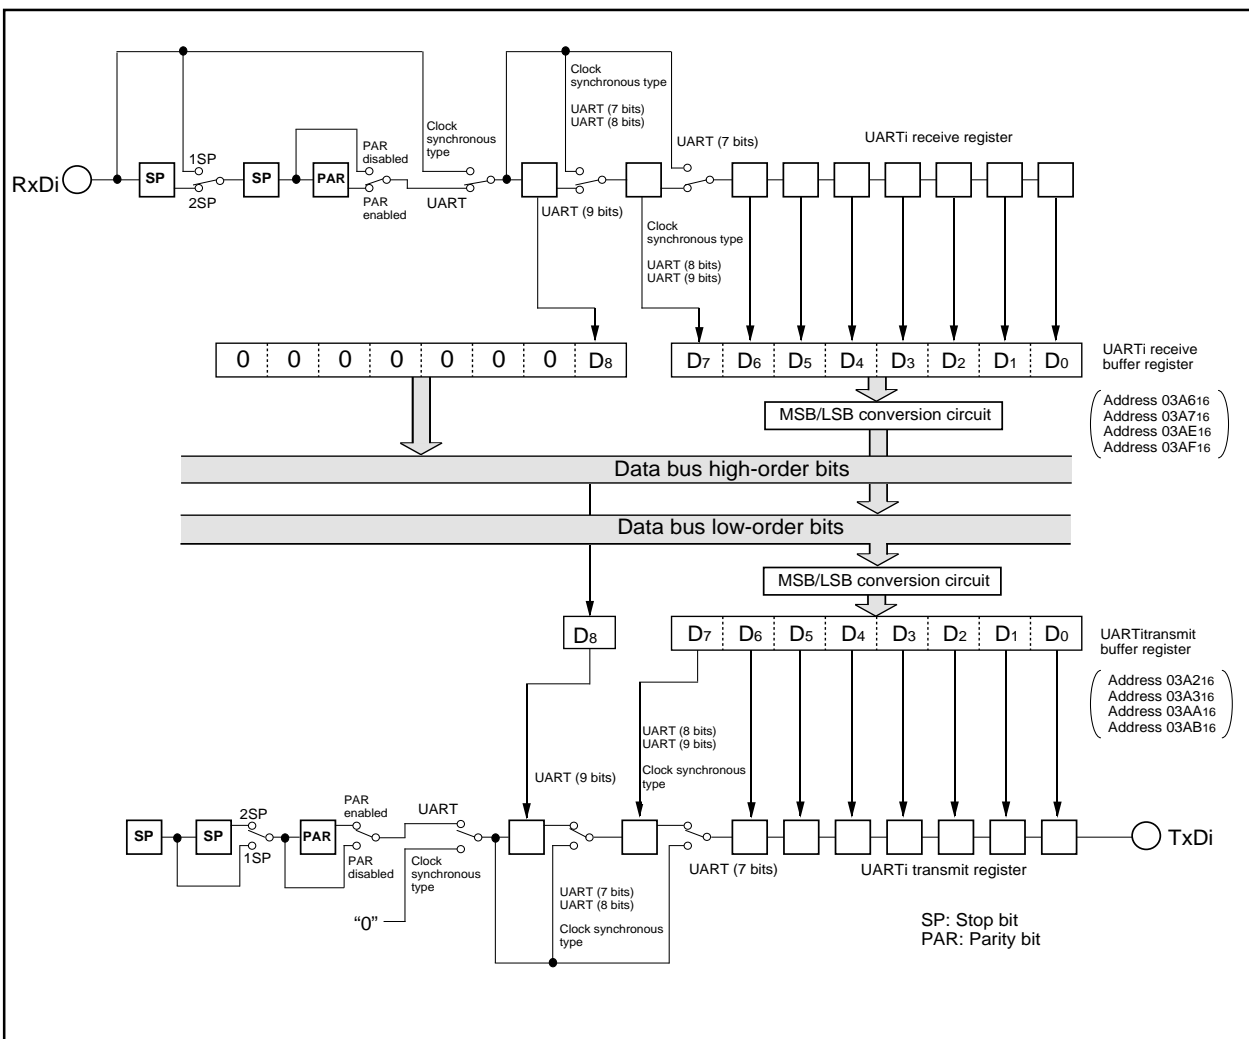 Clock
synchronous type
UART (7 bits)
UART (8 bits)
UARTi receive register
UART (7 bits)
Clock
synchronous
type
PAR
disabled
1SP
RxDi
SP
SP
PAR
2SP
PAR
enabled
UART
UART (9 bits)
Clock
synchronous type
UART (8 bits)
UART (9 bits)
0 0 0 0 0 0 0 D8
D7 D6 D5 D4 D3 D2 D1 D0
UARTi receive
buffer register
MSB/LSB conversion circuit
Address 03A616
Address 03A716
Address 03AE16
Address 03AF16
Data bus high-order bits
Data bus low-order bits
MSB/LSB conversion circuit
D8
D7 D6 D5 D4 D3 D2 D1 D0
UARTitransmit
buffer register
Address 03A216
Address 03A316
Address 03AA16
Address 03AB16
UART (8 bits)
UART (9 bits)
Clock synchronous
type
UART (9 bits)
2SP
PAR
enabled
UART
SP
SP
PAR
TxDi
1SP
PAR
disabled
Clock
synchronous
type
UART (7 bits)
UARTi transmit register
UART (7 bits)
UART (8 bits)
Clock synchronous
type
“0”
SP: Stop bit
PAR: Parity bit